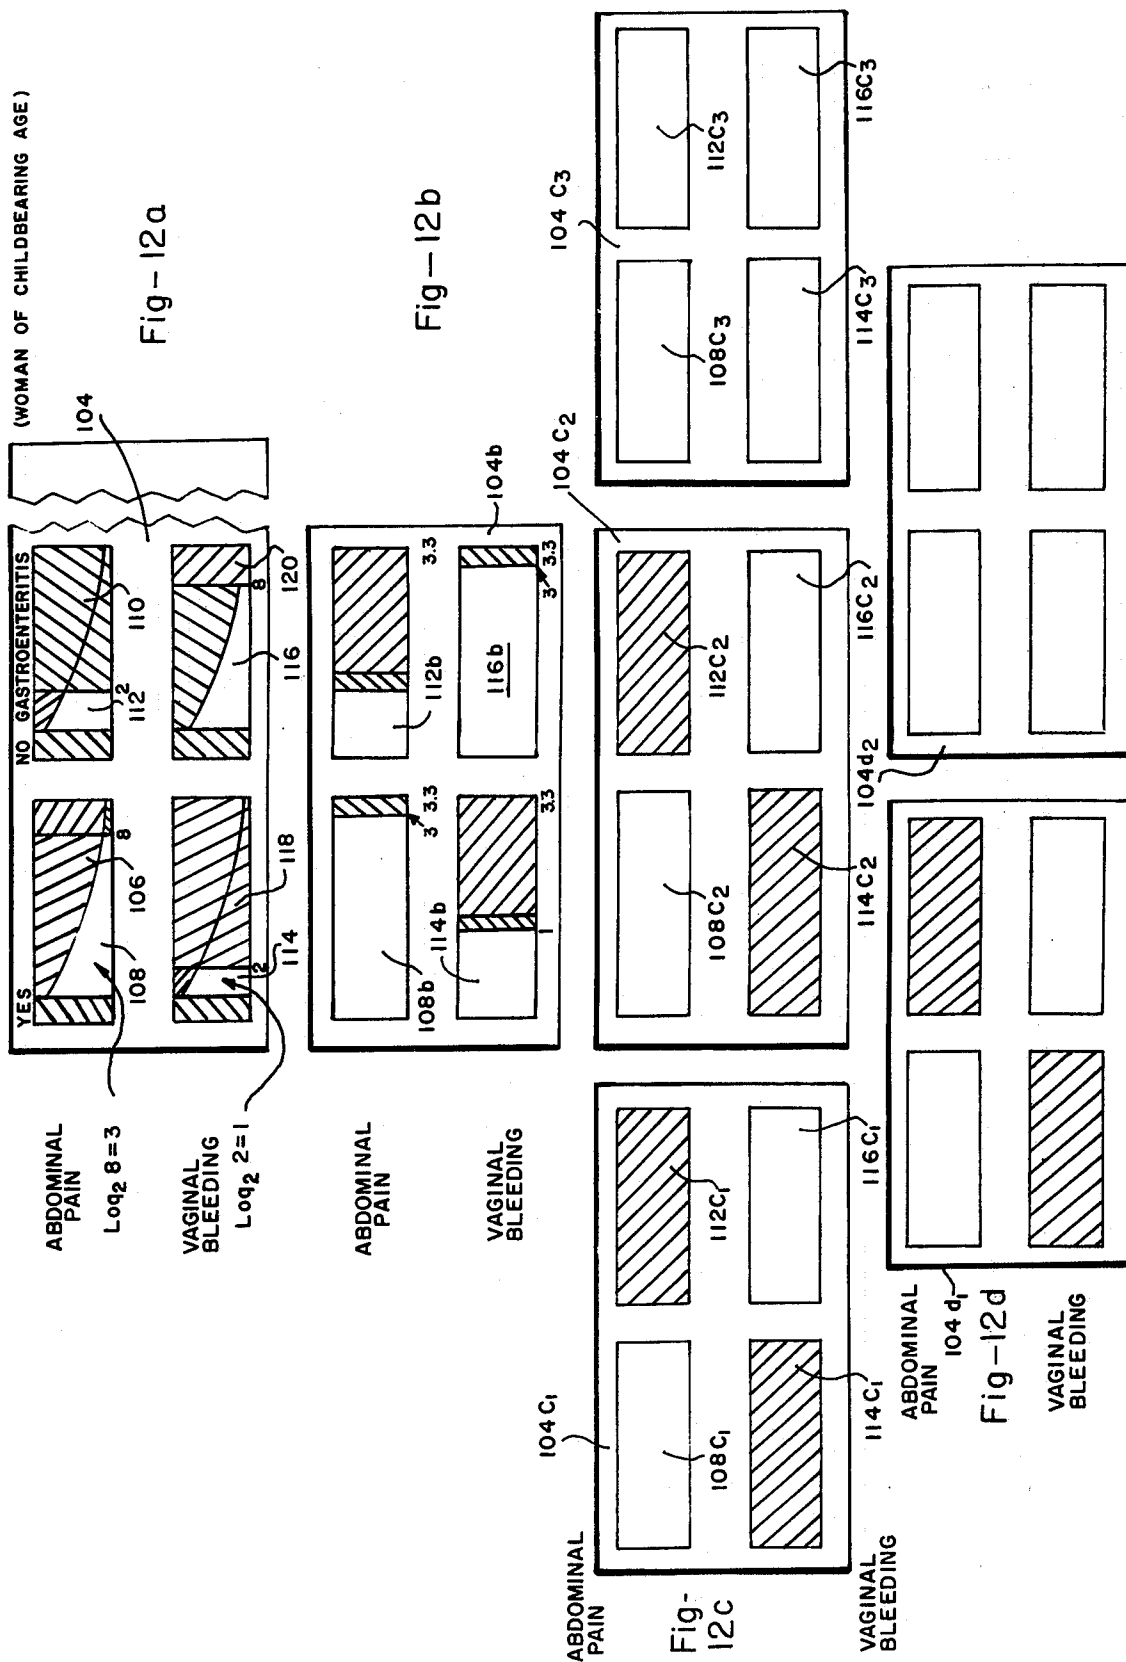 (WOMAN OF CHILDBEARING AGE)
YES
NO GASTROENTERITIS
ABDOMINAL
PAIN
Log₂ 8=3
108
106
8
112
2
110
104
Fig-12a
VAGINAL
BLEEDING
Log₂ 2=1
2
114
118
116
8
120
ABDOMINAL
PAIN
108b
3
3.3
112b
3.3
104b
Fig-12b
VAGINAL
BLEEDING
114b
1
3.3
116b
3
3.3
ABDOMINAL
PAIN
104C₁
104C₂
104C₃
Fig-
12c
108C₁
112C₁
108C₂
112C₂
108C₃
112C₃
VAGINAL
BLEEDING
114C₁
116C₁
114C₂
116C₂
114C₃
116C₃
ABDOMINAL
PAIN
104d₁
104d₂
Fig-12d
VAGINAL
BLEEDING